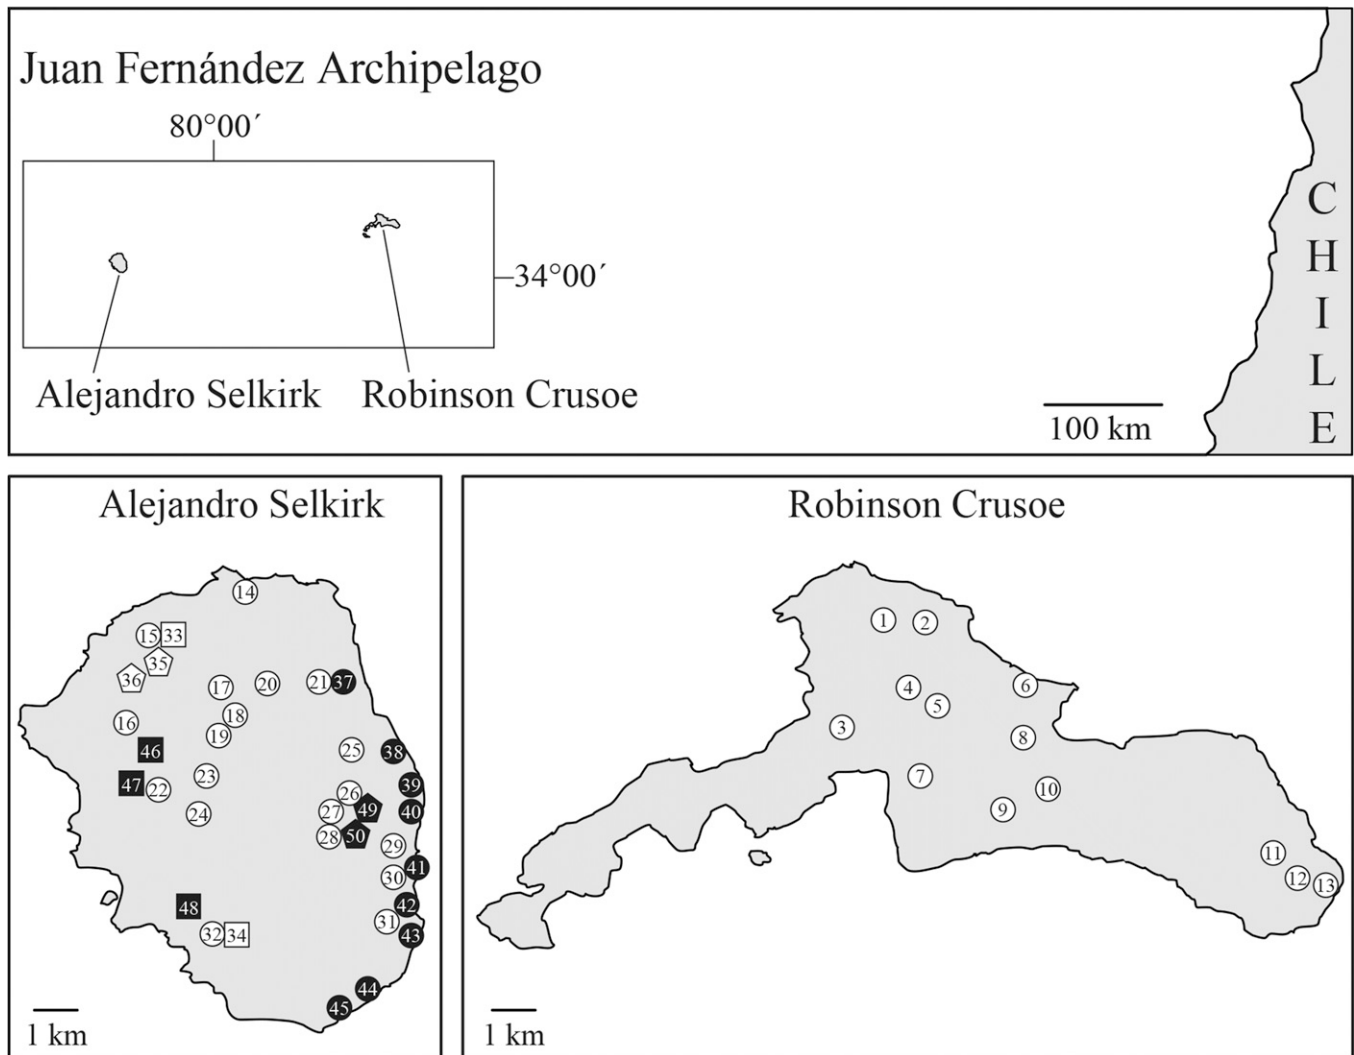 Juan Fernández Archipelago
80°00´
34°00´
Alejandro Selkirk
Robinson Crusoe
100 km
C
H
I
L
E
Alejandro Selkirk
14
15 33
35
36
17 20 21 37
16 18
19
46 25 38
47 22 23 39
26
24 27 49 40
28 50 29
30 41
48 42
32 34 31 43
44
45
1 km
Robinson Crusoe
1 2
4 6
5
3 8
7 10
9
11
12 13
1 km